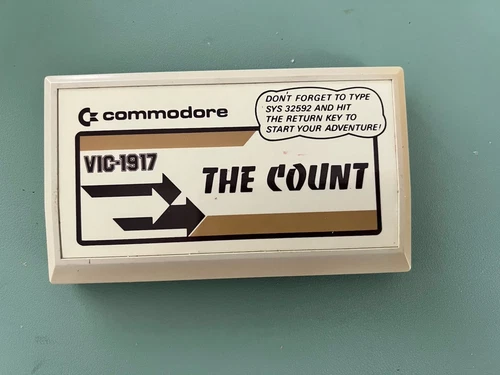 commodore
DON'T FORGET TO TYPE
SYS 32592 AND HIT
THE RETURN KEY TO
START YOUR ADVENTURE!
VIC-1917
THE COUNT